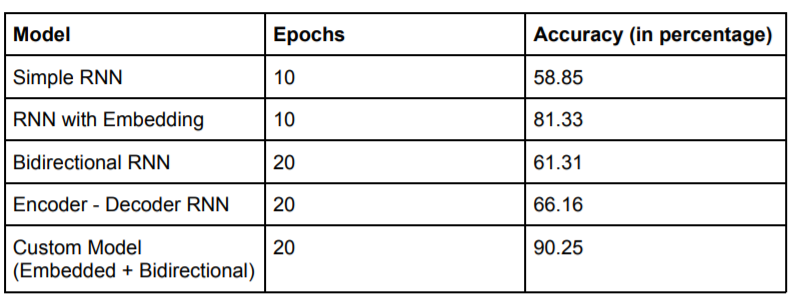 Model Epochs Accuracy (in percentage)
Simple RNN 10 58.85
RNN with Embedding 10 81.33
Bidirectional RNN 20 61.31
Encoder - Decoder RNN 20 66.16
Custom Model 20 90.25
(Embedded + Bidirectional)